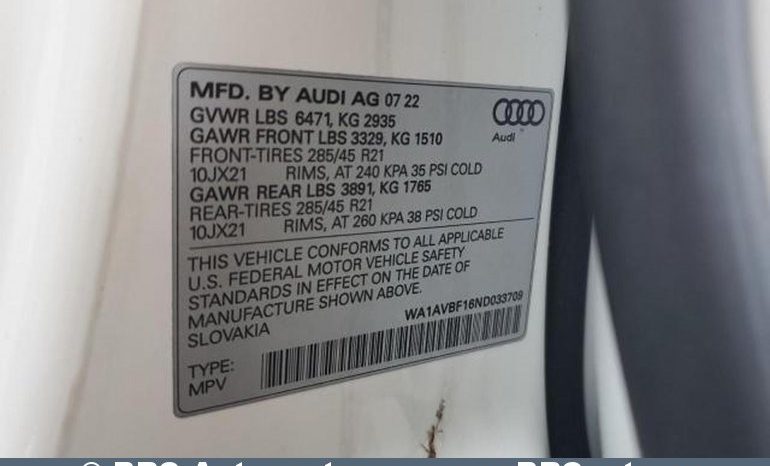 MFD. BY AUDI AG 07 22
GVWR LBS 6471, KG 2935
GAWR FRONT LBS 3329, KG 1510
FRONT-TIRES 285/45 R21
10JX21 RIMS, AT 240 KPA 35 PSI COLD
GAWR REAR LBS 3891, KG 1765
REAR-TIRES 285/45 R21
10JX21 RIMS, AT 260 KPA 38 PSI COLD
Audi
THIS VEHICLE CONFORMS TO ALL APPLICABLE
U.S. FEDERAL MOTOR VEHICLE SAFETY
STANDARDS IN EFFECT ON THE DATE OF
MANUFACTURE SHOWN ABOVE.
SLOVAKIA
WA1AVBF16ND033709
TYPE:
MPV